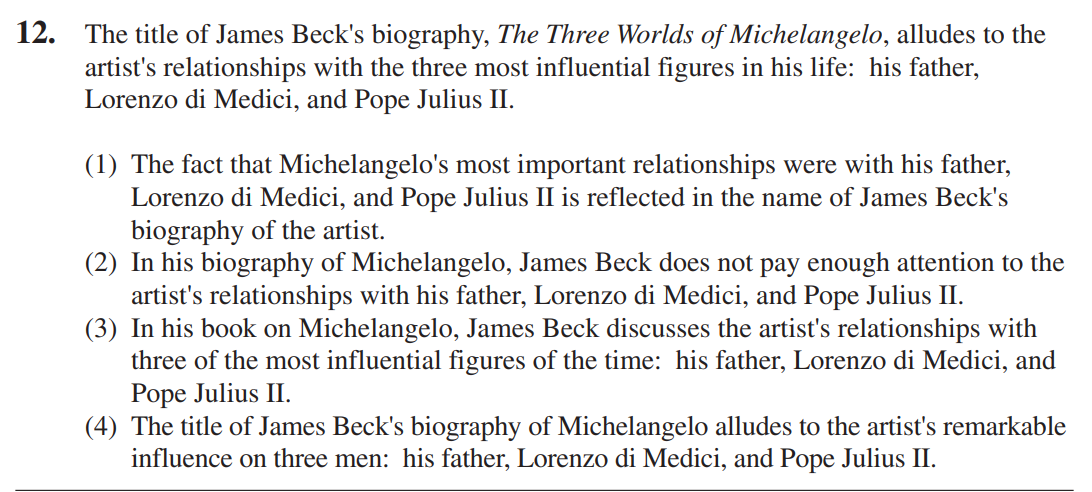 12. The title of James Beck's biography, The Three Worlds of Michelangelo, alludes to the
artist's relationships with the three most influential figures in his life: his father,
Lorenzo di Medici, and Pope Julius II.
(1) The fact that Michelangelo's most important relationships were with his father,
Lorenzo di Medici, and Pope Julius II is reflected in the name of James Beck's
biography of the artist.
(2) In his biography of Michelangelo, James Beck does not pay enough attention to the
artist's relationships with his father, Lorenzo di Medici, and Pope Julius II.
(3) In his book on Michelangelo, James Beck discusses the artist's relationships with
three of the most influential figures of the time: his father, Lorenzo di Medici, and
Pope Julius II.
(4) The title of James Beck's biography of Michelangelo alludes to the artist's remarkable
influence on three men: his father, Lorenzo di Medici, and Pope Julius II.